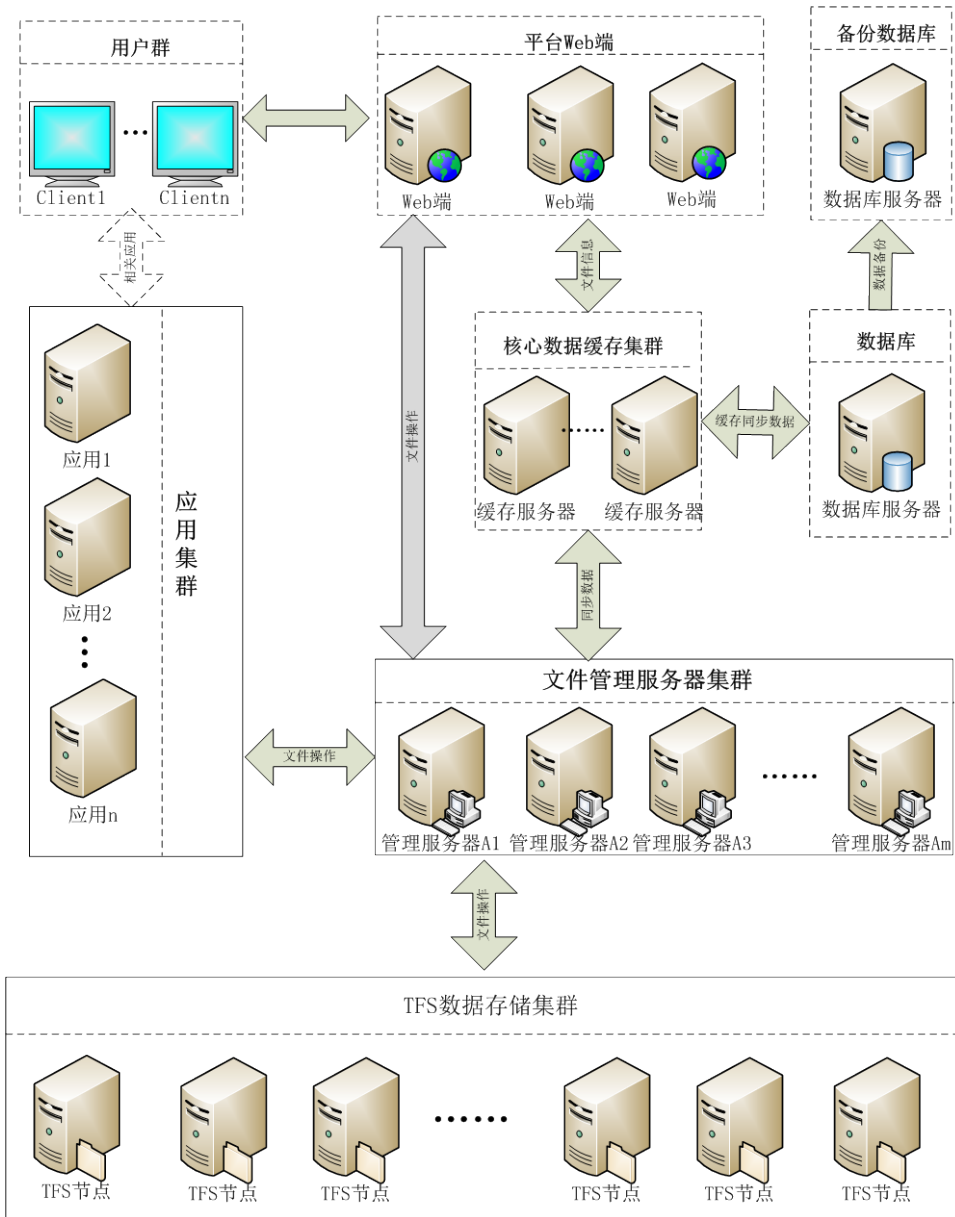 用户群
Client1
Clientn
平台Web端
Web端
Web端
Web端
备份数据库
数据库服务器
相关应用
文件信息
数据备份
应用1
应用2
应用n
应用集群
文件操作
核心数据缓存集群
缓存服务器
缓存服务器
缓存同步数据
数据库
数据库服务器
同步数据
文件操作
文件管理服务器集群
管理服务器A1
管理服务器A2
管理服务器A3
管理服务器Am
文件操作
TFS数据存储集群
TFS节点
TFS节点
TFS节点
TFS节点
TFS节点
TFS节点